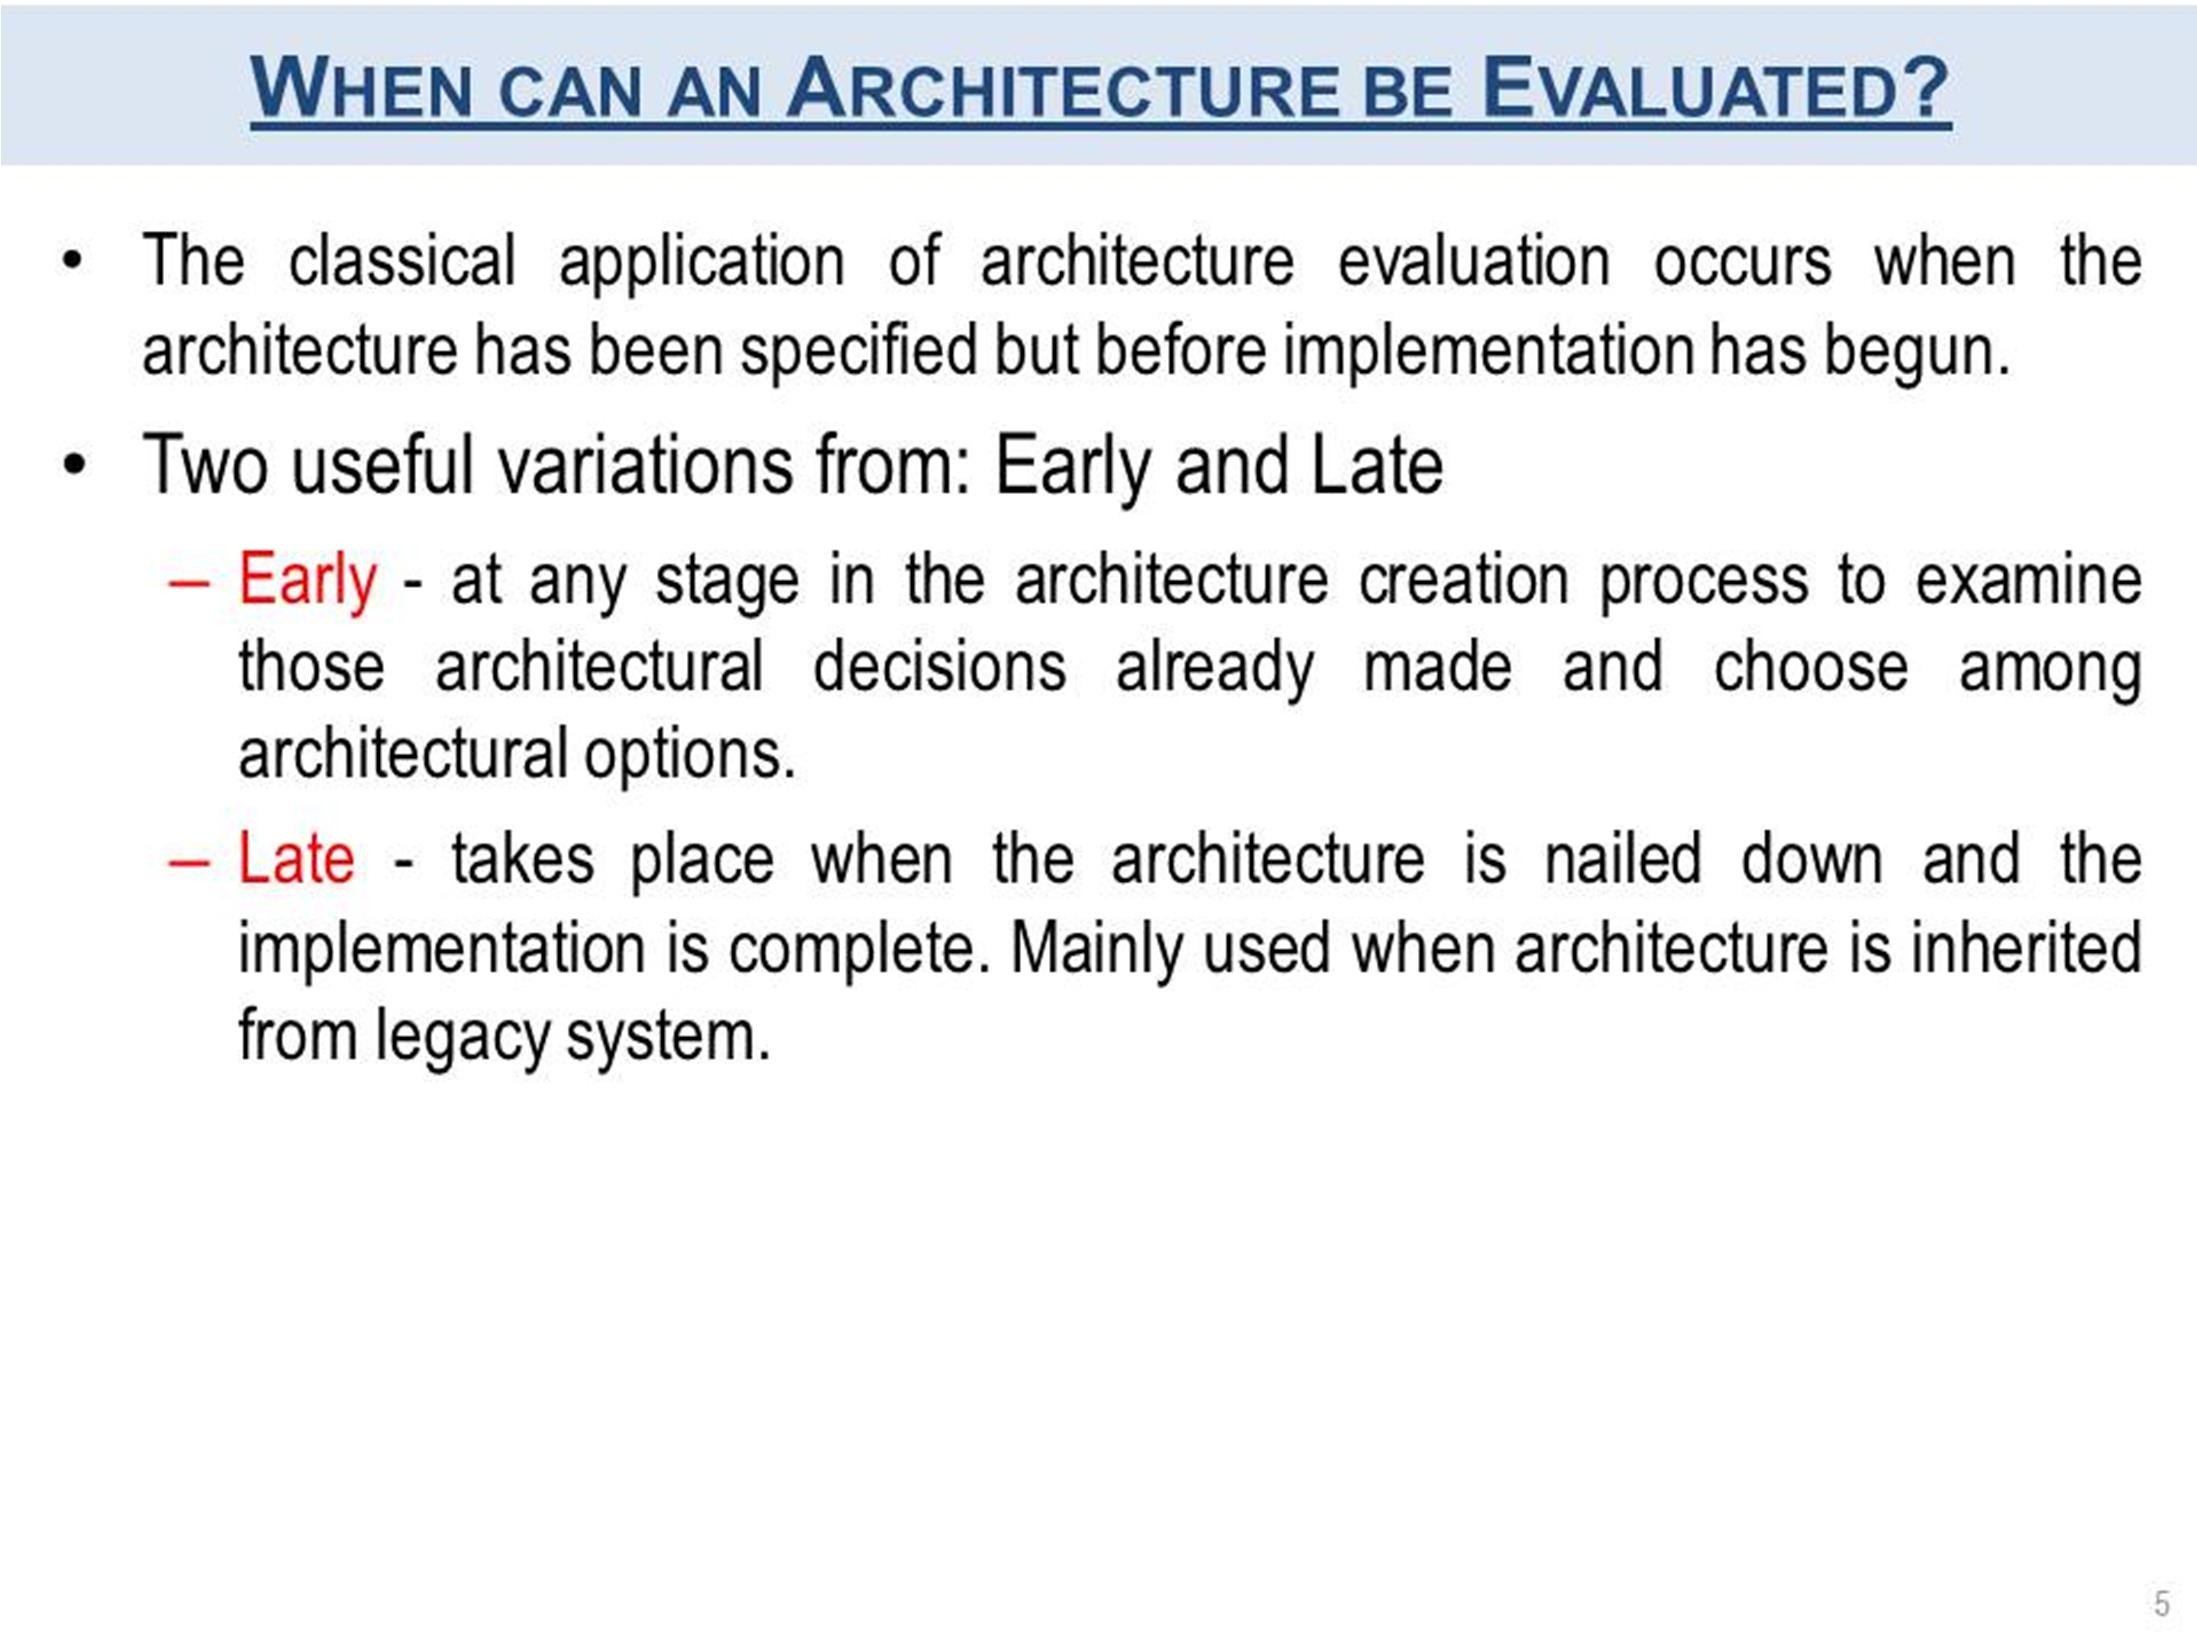 WHEN CAN AN ARCHITECTURE BE EVALUATED?
• The classical application of architecture evaluation occurs when the
architecture has been specified but before implementation has begun.
• Two useful variations from: Early and Late
– Early - at any stage in the architecture creation process to examine
those architectural decisions already made and choose among
architectural options.
– Late - takes place when the architecture is nailed down and the
implementation is complete. Mainly used when architecture is inherited
from legacy system.
5